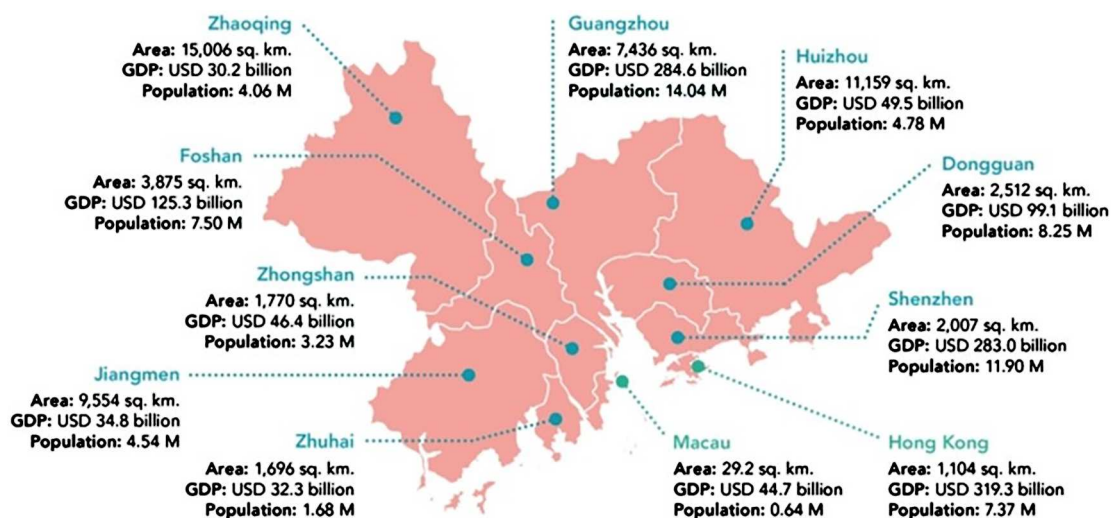 Zhaoqing
Area: 15,006 sq. km.
GDP: USD 30.2 billion
Population: 4.06 M
Guangzhou
Area: 7,436 sq. km.
GDP: USD 284.6 billion
Population: 14.04 M
Huizhou
Area: 11,159 sq. km.
GDP: USD 49.5 billion
Population: 4.78 M
Foshan
Area: 3,875 sq. km.
GDP: USD 125.3 billion
Population: 7.50 M
Dongguan
Area: 2,512 sq. km.
GDP: USD 99.1 billion
Population: 8.25 M
Zhongshan
Area: 1,770 sq. km.
GDP: USD 46.4 billion
Population: 3.23 M
Shenzhen
Area: 2,007 sq. km.
GDP: USD 283.0 billion
Population: 11.90 M
Jiangmen
Area: 9,554 sq. km.
GDP: USD 34.8 billion
Population: 4.54 M
Zhuhai
Area: 1,696 sq. km.
GDP: USD 32.3 billion
Population: 1.68 M
Macau
Area: 29.2 sq. km.
GDP: USD 44.7 billion
Population: 0.64 M
Hong Kong
Area: 1,104 sq. km.
GDP: USD 319.3 billion
Population: 7.37 M